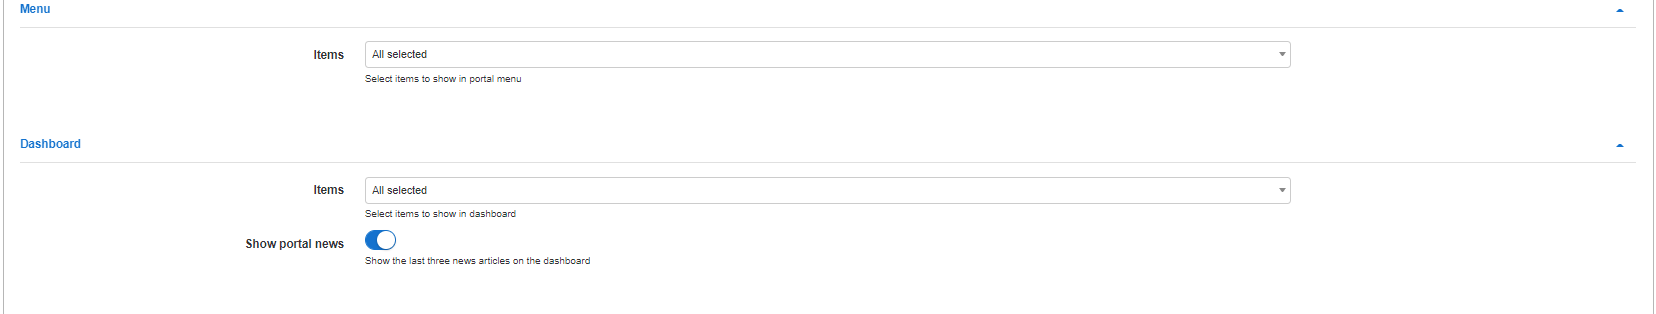 Menu
Items
All selected
Select items to show in portal menu
Dashboard
Items
All selected
Select items to show in dashboard
Show portal news
Show the last three news articles on the dashboard